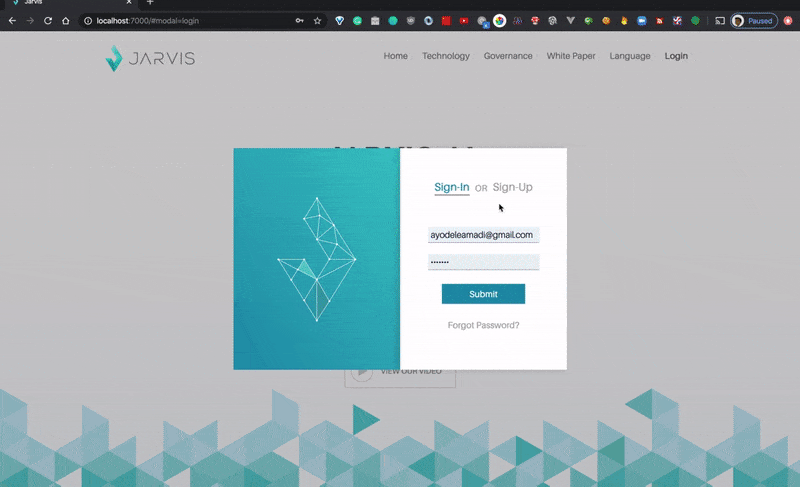 Jarvis
localhost:7000/#modal=login
Paused
JARVIS
Home Technology Governance White Paper Language Login
Sign-In OR Sign-Up
ayodeleamadi@gmail.com
•••••••
Submit
Forgot Password?
VIEW OUR VIDEO